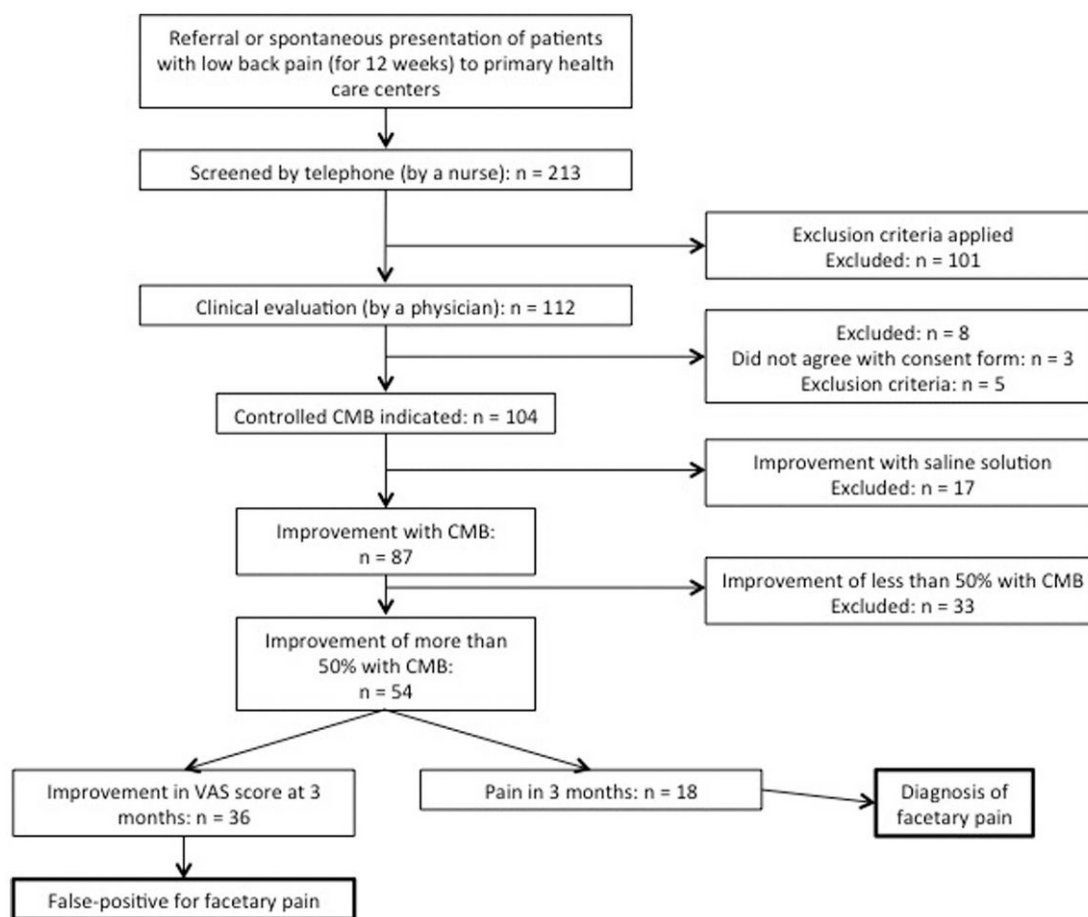 Referral or spontaneous presentation of patients
with low back pain (for 12 weeks) to primary health
care centers
Screened by telephone (by a nurse): n = 213
Exclusion criteria applied
Excluded: n = 101
Clinical evaluation (by a physician): n = 112
Excluded: n = 8
Did not agree with consent form: n = 3
Exclusion criteria: n = 5
Controlled CMB indicated: n = 104
Improvement with saline solution
Excluded: n = 17
Improvement with CMB:
n = 87
Improvement of less than 50% with CMB
Excluded: n = 33
Improvement of more than
50% with CMB:
n = 54
Improvement in VAS score at 3
months: n = 36
Pain in 3 months: n = 18
Diagnosis of
facetary pain
False-positive for facetary pain